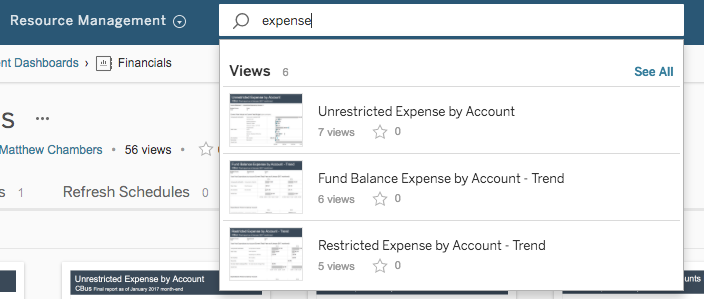 Resource Management
expense
nt Dashboards › Financials
Views 6
See All
Unrestricted Expense by Account
7 views 0
s ...
Matthew Chambers • 56 views •
Fund Balance Expense by Account - Trend
6 views 0
s 1 Refresh Schedules 0
Restricted Expense by Account - Trend
5 views 0
Unrestricted Expense by Account
CBus Final report as of January 2017 month-end
unts